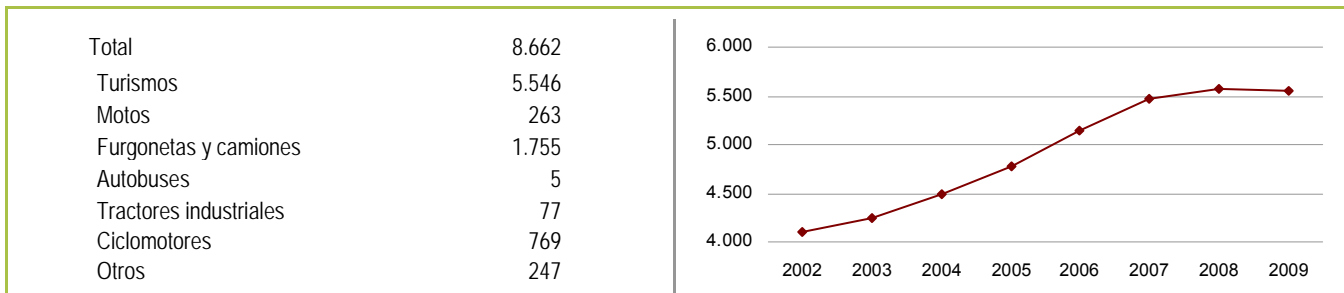 Total 8.662
Turismos 5.546
Motos 263
Furgonetas y camiones 1.755
Autobuses 5
Tractores industriales 77
Ciclomotores 769
Otros 247
6.000
5.500
5.000
4.500
4.000
2002 2003 2004 2005 2006 2007 2008 2009